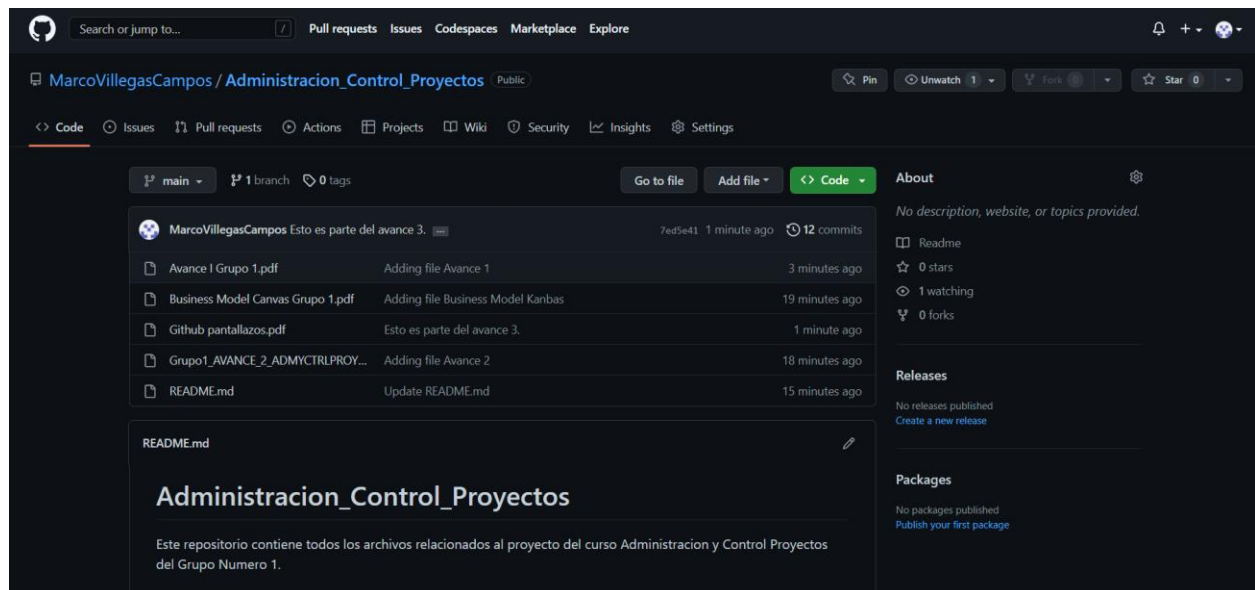 Search or jump to... / Pull requests Issues Codespaces Marketplace Explore
MarcoVillegasCampos / Administracion_Control_Proyectos Public Pin Unwatch 1 Fork 0 Star 0
Code Issues Pull requests Actions Projects Wiki Security Insights Settings
main 1 branch 0 tags Go to file Add file Code
MarcoVillegasCampos Esto es parte del avance 3. ... 7ed5e41 1 minute ago 12 commits
Avance I Grupo 1.pdf Adding file Avance 1 3 minutes ago
Business Model Canvas Grupo 1.pdf Adding file Business Model Kanbas 19 minutes ago
Github pantallazos.pdf Esto es parte del avance 3. 1 minute ago
Grupo1_AVANCE_2_ADMYCTRLPROY... Adding file Avance 2 18 minutes ago
README.md Update README.md 15 minutes ago
README.md
Administracion_Control_Proyectos
Este repositorio contiene todos los archivos relacionados al proyecto del curso Administracion y Control Proyectos
del Grupo Numero 1.
About
No description, website, or topics provided.
Readme
0 stars
1 watching
0 forks
Releases
No releases published
Create a new release
Packages
No packages published
Publish your first package